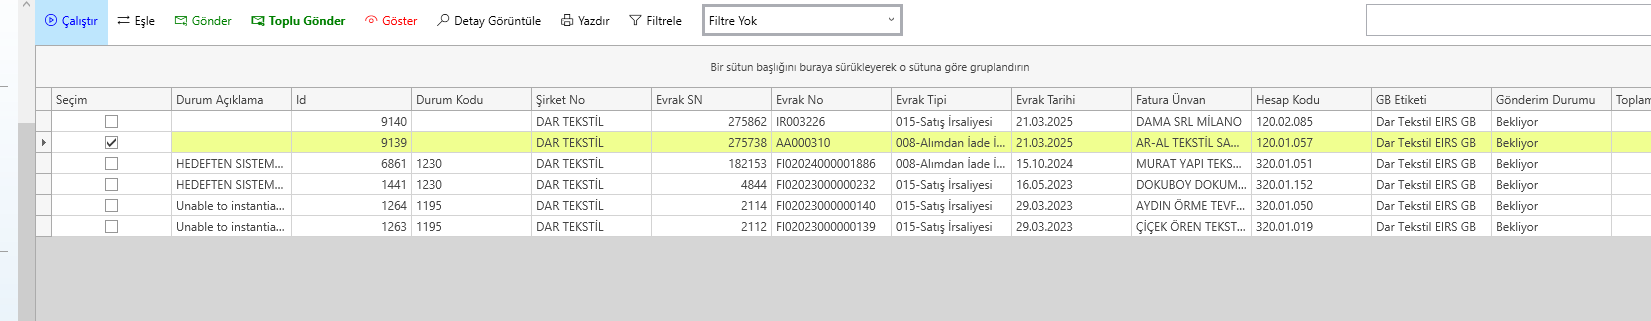 Çalıştır Eşle Gönder Toplu Gönder Göster Detay Görüntüle Yazdır Filtrele Filtre Yok
Bir sütun başlığını buraya sürükleyerek o sütuna göre gruplandırın
Seçim Durum Açıklama Id Durum Kodu Şirket No Evrak SN Evrak No Evrak Tipi Evrak Tarihi Fatura Ünvan Hesap Kodu GB Etiketi Gönderim Durumu Toplam
9140 DAR TEKSTİL 275862 IR003226 015-Satış İrsaliyesi 21.03.2025 DAMA SRL MİLANO 120.02.085 Dar Tekstil EIRS GB Bekliyor
9139 DAR TEKSTİL 275738 AA000310 008-Alımdan İade İ... 21.03.2025 AR-AL TEKSTİL SA... 120.01.057 Dar Tekstil EIRS GB Bekliyor
HEDEFTEN SISTEM... 6861 1230 DAR TEKSTİL 182153 FI02024000001886 008-Alımdan İade İ... 15.10.2024 MURAT YAPI TEKS... 320.01.051 Dar Tekstil EIRS GB Bekliyor
HEDEFTEN SISTEM... 1441 1230 DAR TEKSTİL 4844 FI02023000000232 015-Satış İrsaliyesi 16.05.2023 DOKUBOY DOKUM... 320.01.152 Dar Tekstil EIRS GB Bekliyor
Unable to instantia... 1264 1195 DAR TEKSTİL 2114 FI02023000000140 015-Satış İrsaliyesi 29.03.2023 AYDIN ÖRME TEVF... 320.01.050 Dar Tekstil EIRS GB Bekliyor
Unable to instantia... 1263 1195 DAR TEKSTİL 2112 FI02023000000139 015-Satış İrsaliyesi 29.03.2023 ÇİÇEK ÖREN TEKST... 320.01.019 Dar Tekstil EIRS GB Bekliyor